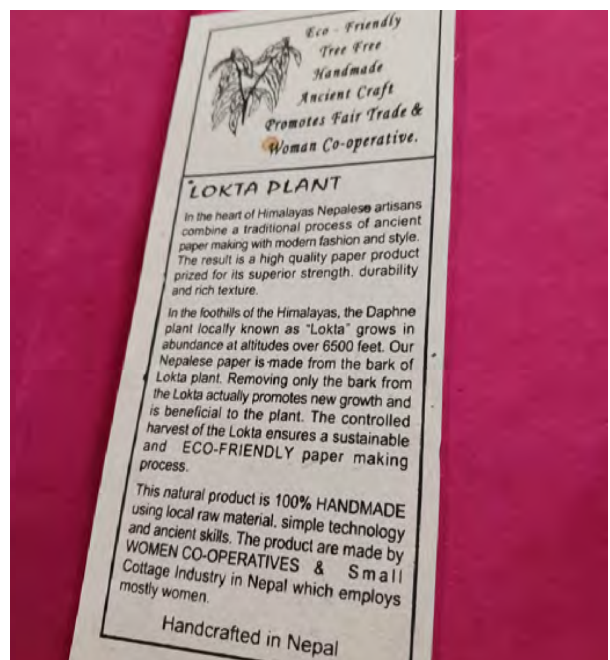 Eco - Friendly
Tree Free
Handmade
Ancient Craft
Promotes Fair Trade &
Woman Co-operative.
LOKTA PLANT
In the heart of Himalayas Nepalese artisans
combine a traditional process of ancient
paper making with modern fashion and style.
The result is a high quality paper product
prized for its superior strength, durability
and rich texture.
In the foothills of the Himalayas, the Daphne
plant locally known as "Lokta" grows in
abundance at altitudes over 6500 feet. Our
Nepalese paper is made from the bark of
Lokta plant. Removing only the bark from
the Lokta actually promotes new growth and
is beneficial to the plant. The controlled
harvest of the Lokta ensures a sustainable
and ECO-FRIENDLY paper making
process.
This natural product is 100% HANDMADE
using local raw material, simple technology
and ancient skills. The product are made by
WOMEN CO-OPERATIVES & Small
Cottage Industry in Nepal which employs
mostly women.
Handcrafted in Nepal